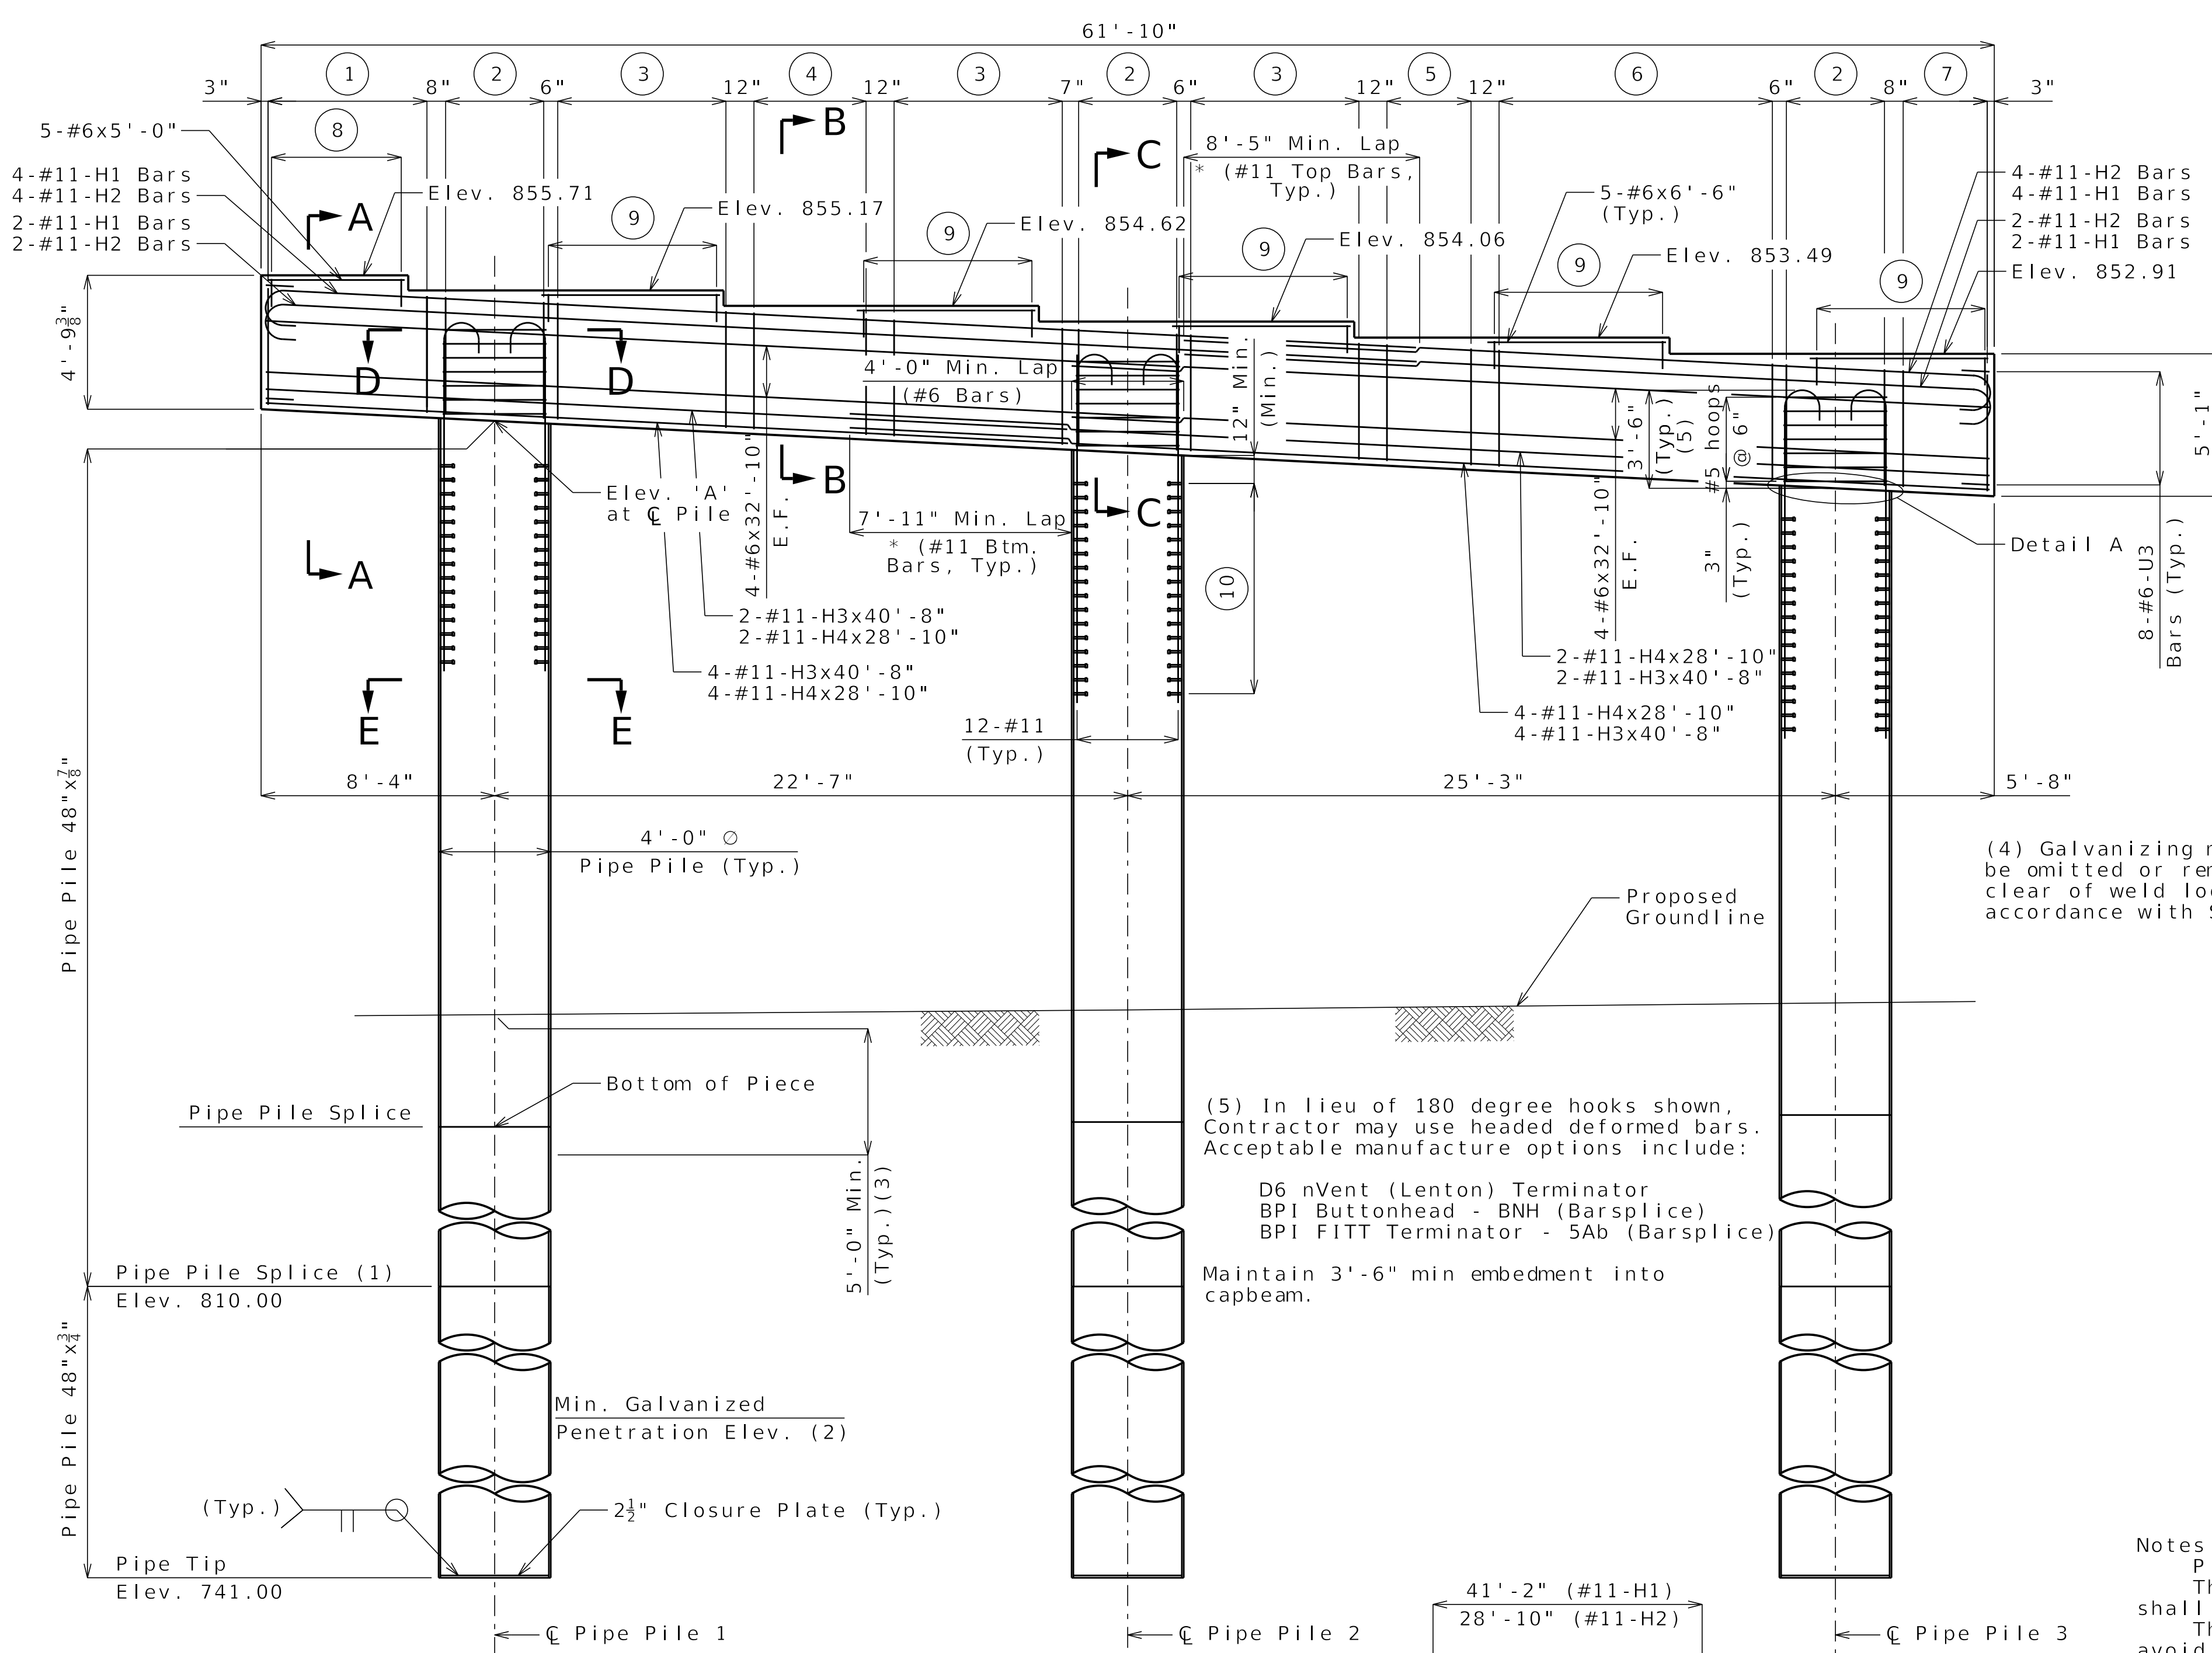 61'-10"
3"
1
8"
2
6"
3
12"
4
12"
3
7"
2
6"
3
12"
5
12"
6
6"
2
8"
7
3"
5-#6x5'-0"
8
4-#11-H1 Bars
4-#11-H2 Bars
2-#11-H1 Bars
2-#11-H2 Bars
A
Elev. 855.71
9
Elev. 855.17
B
9
Elev. 854.62
C
8'-5" Min. Lap
* (#11 Top Bars,
Typ.)
9
Elev. 854.06
5-#6x6'-6"
(Typ.)
9
Elev. 853.49
9
4-#11-H2 Bars
4-#11-H1 Bars
2-#11-H2 Bars
2-#11-H1 Bars
Elev. 852.91
4'-9⅜"
D
D
4'-0" Min. Lap
(#6 Bars)
12" Min.
(Min.)
3'-6"
(Typ.)
(5)
#5 hoops
@ 6"
5'-1"
Elev. 'A'
at ℄ Pile
4-#6x32'-10"
E.F.
B
7'-11" Min. Lap
* (#11 Btm.
Bars, Typ.)
C
10
4-#6x32'-10"
E.F.
3"
(Typ.)
Detail A
8-#6-U3
Bars (Typ.)
A
2-#11-H3x40'-8"
2-#11-H4x28'-10"
4-#11-H3x40'-8"
4-#11-H4x28'-10"
2-#11-H4x28'-10"
2-#11-H3x40'-8"
4-#11-H4x28'-10"
4-#11-H3x40'-8"
E
E
12-#11
(Typ.)
8'-4"
22'-7"
25'-3"
5'-8"
Pipe Pile 48"x⅞"
4'-0" ∅
Pipe Pile (Typ.)
(4) Galvanizing
be omitted or
clear of weld
accordance with
Proposed
Groundline
Bottom of Piece
Pipe Pile Splice
5'-0" Min.
(Typ.)(3)
(5) In lieu of 180 degree hooks shown,
Contractor may use headed deformed bars.
Acceptable manufacture options include:
D6 nVent (Lenton) Terminator
BPI Buttonhead - BNH (Barsplice)
BPI FITT Terminator - 5Ab (Barsplice)
Maintain 3'-6" min embedment into
capbeam.
Pipe Pile Splice (1)
Elev. 810.00
Pipe Pile 48"x¾"
Min. Galvanized
Penetration Elev. (2)
(Typ.)
2½" Closure Plate (Typ.)
Pipe Tip
Elev. 741.00
℄ Pipe Pile 1
℄ Pipe Pile 2
41'-2" (#11-H1)
28'-10" (#11-H2)
℄ Pipe Pile 3
Notes
shall
avoid